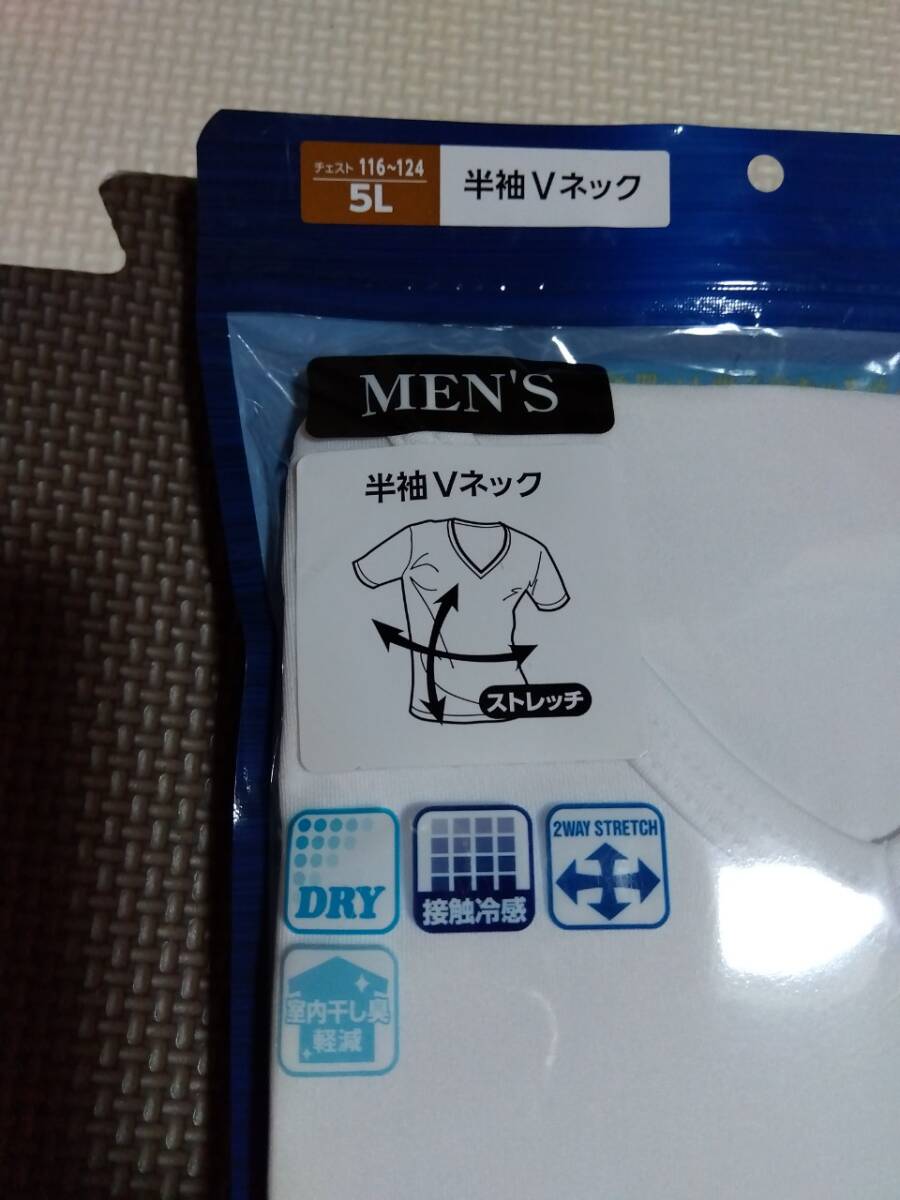 チェスト 116~124
5L
半袖Vネック
MEN'S
半袖Vネック
ストレッチ
DRY
接触冷感
2WAY STRETCH
室内干し臭
軽減